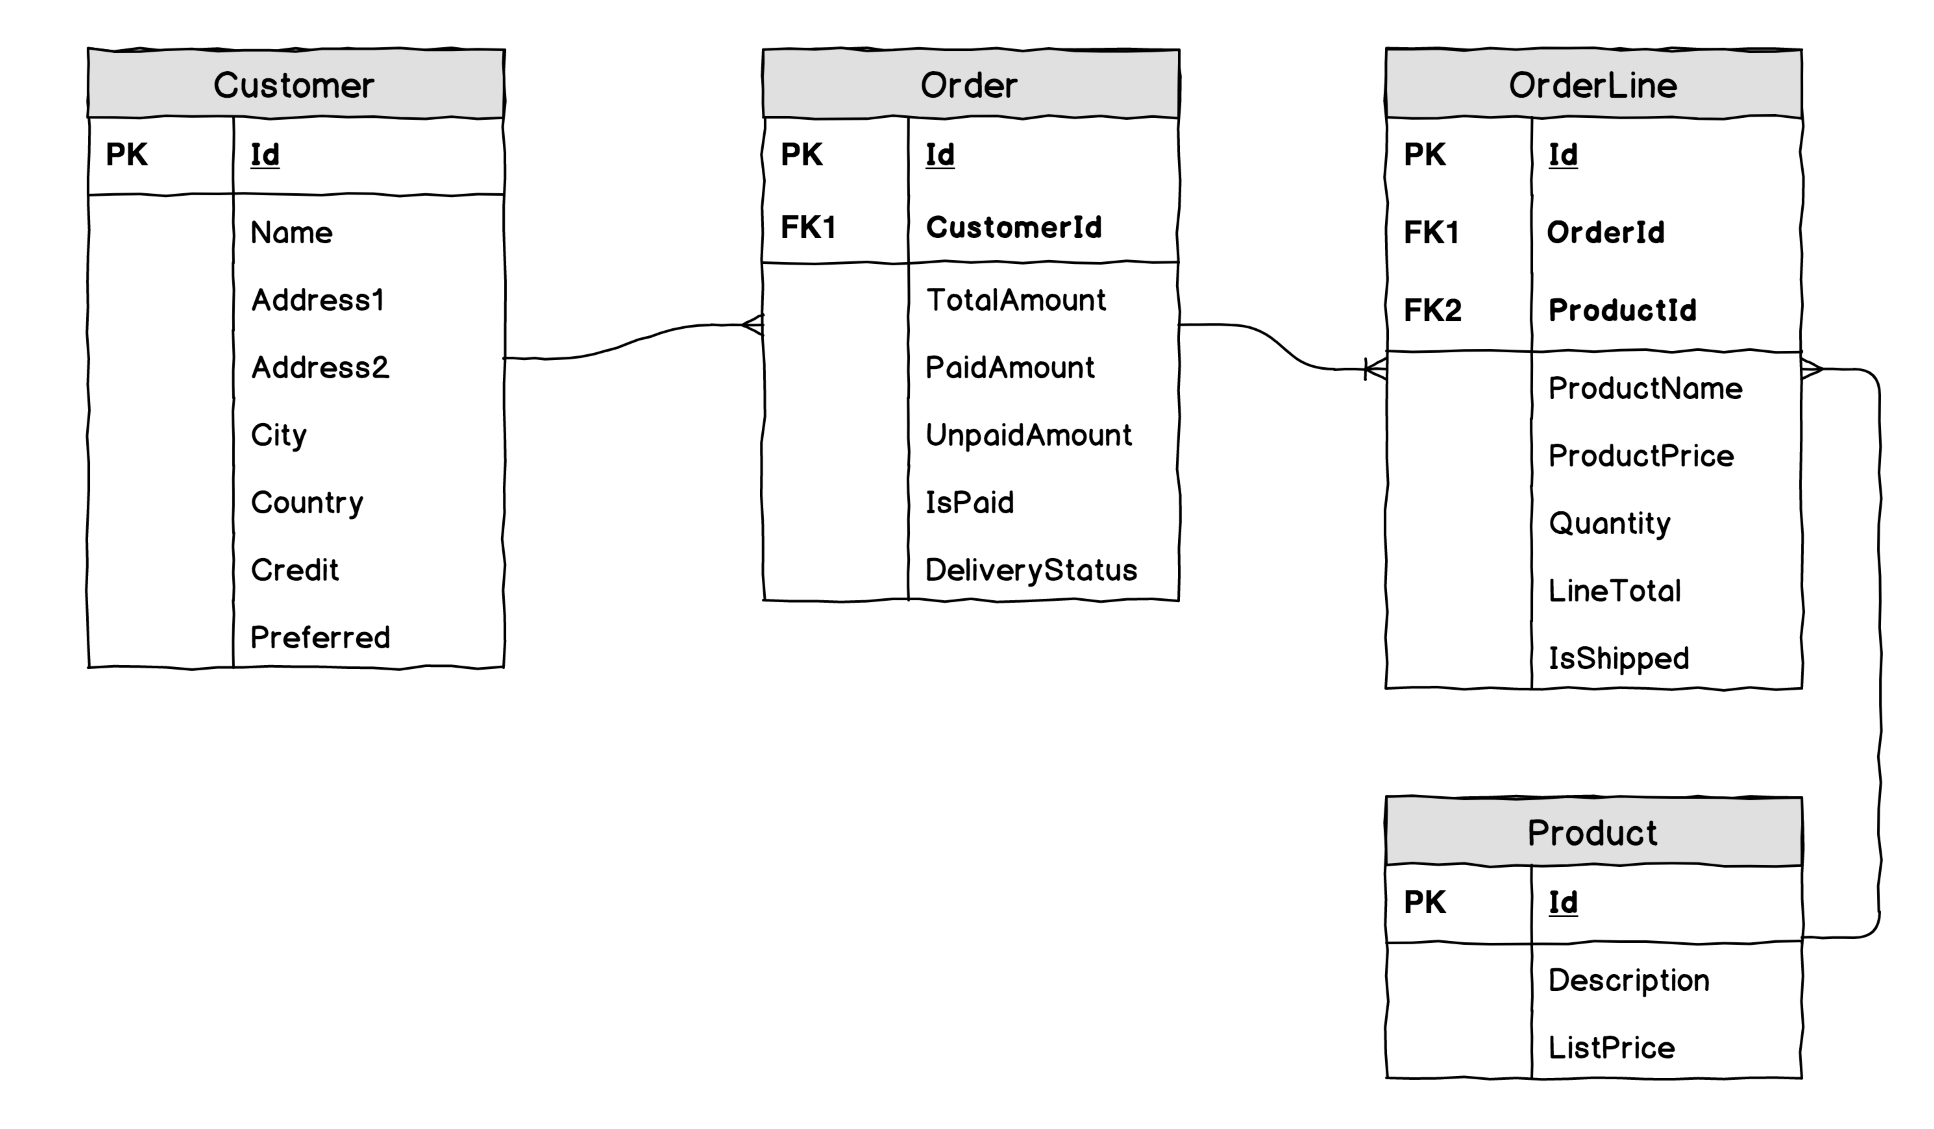 Customer
PK Id
Name
Address1
Address2
City
Country
Credit
Preferred
Order
PK Id
FK1 CustomerId
TotalAmount
PaidAmount
UnpaidAmount
IsPaid
DeliveryStatus
OrderLine
PK Id
FK1 OrderId
FK2 ProductId
ProductName
ProductPrice
Quantity
LineTotal
IsShipped
Product
PK Id
Description
ListPrice